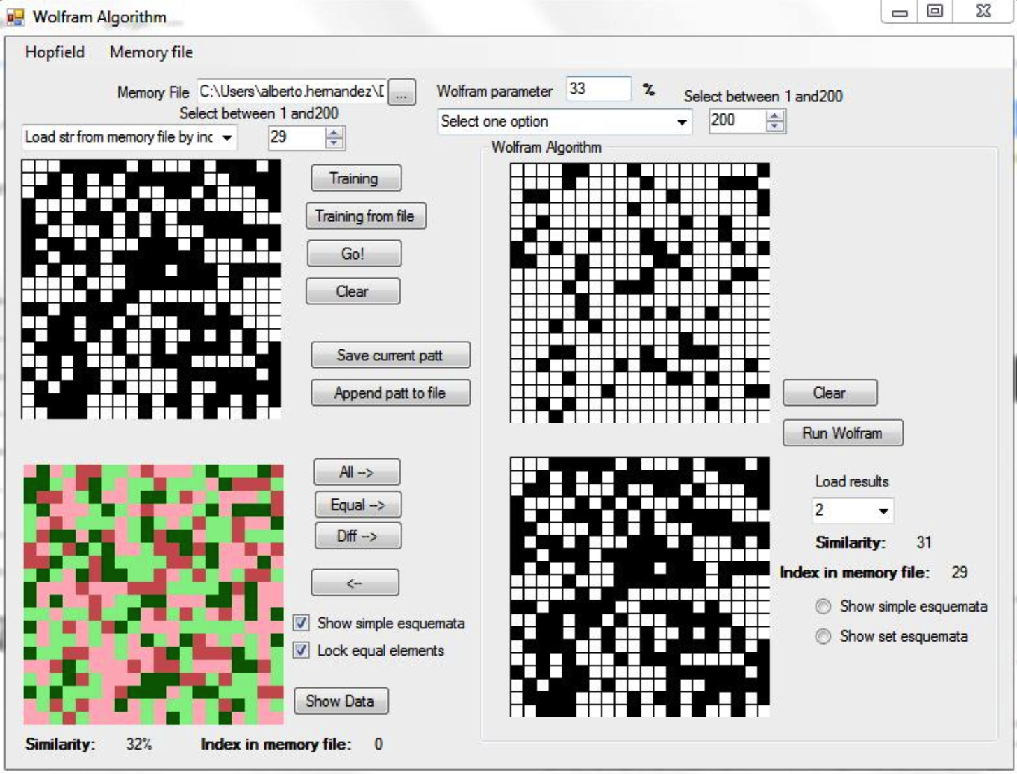 Wolfram Algorithm
Hopfield Memory file
Memory File C:\Users\alberto.hernandez\D ... Wolfram parameter 33 %
Select between 1 and200 Select between 1 and200
Load str from memory file by inc 29 Select one option 200
Wolfram Algorithm
Training
Training from file
Go!
Clear
Save current patt
Append patt to file
Clear
Run Wolfram
All -->
Equal -->
Diff -->
<--
Show simple esquemata
Lock equal elements
Show Data
Load results
2
Similarity: 31
Index in memory file: 29
Show simple esquemata
Show set esquemata
Similarity: 32% Index in memory file: 0